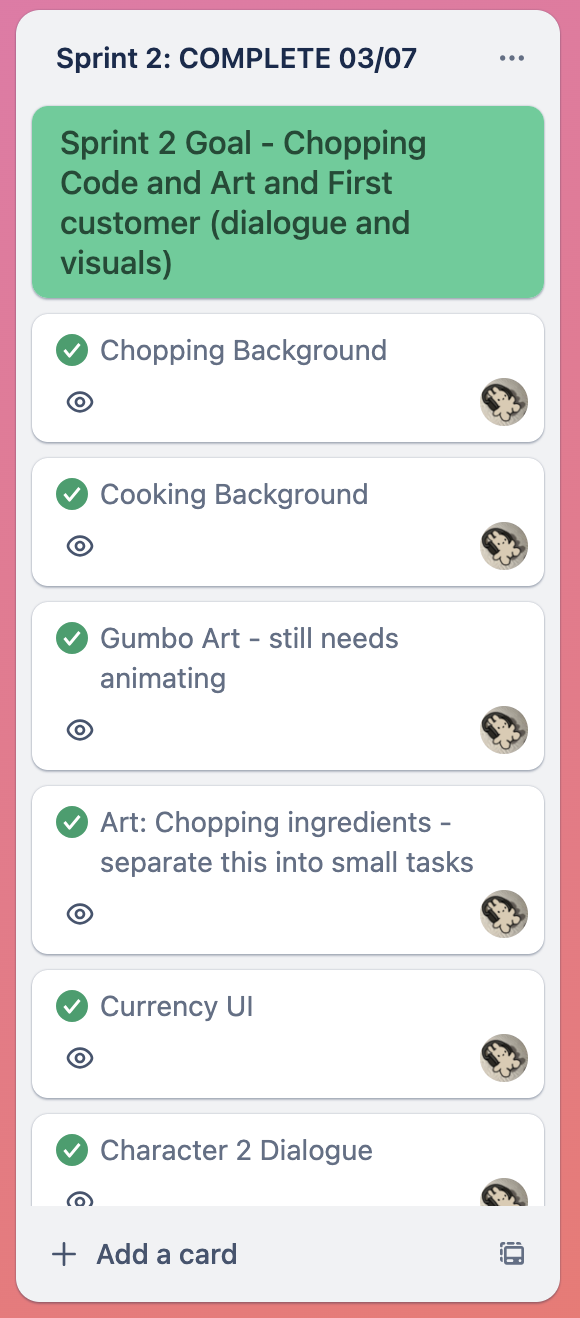 Sprint 2: COMPLETE 03/07
Sprint 2 Goal - Chopping
Code and Art and First
customer (dialogue and
visuals)
Chopping Background
Cooking Background
Gumbo Art - still needs
animating
Art: Chopping ingredients -
separate this into small tasks
Currency UI
Character 2 Dialogue
Add a card